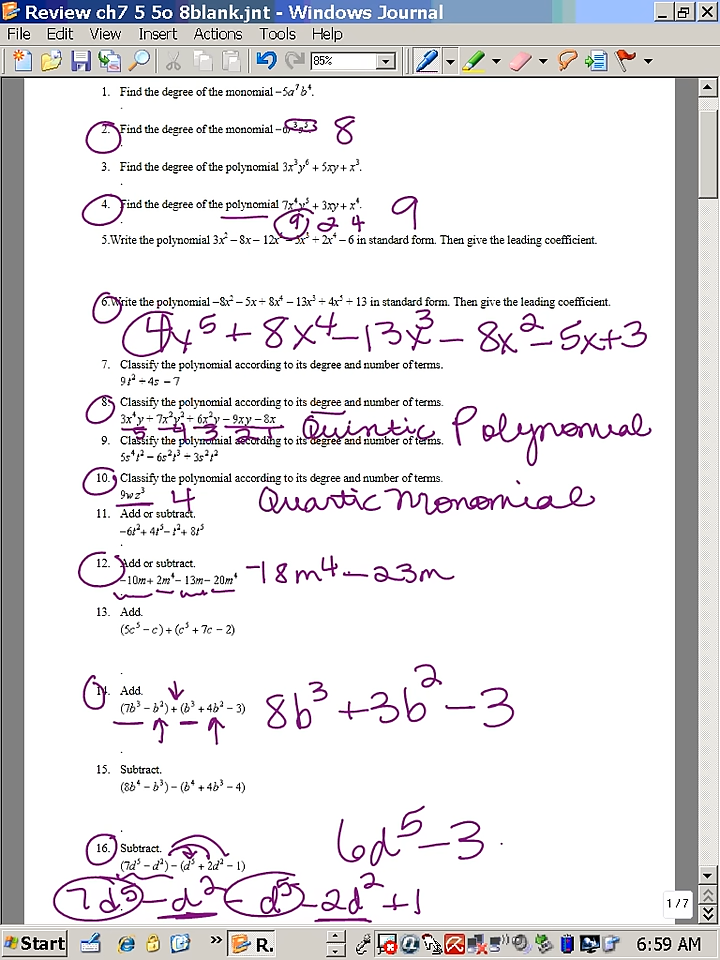 Review ch7 5 5o 8blank.jnt - Windows Journal
File Edit View Insert Actions Tools Help
85%
1. Find the degree of the monomial −5a⁷b⁴.
2. Find the degree of the monomial 8
3. Find the degree of the polynomial 3x³y⁶ + 5xy + x³.
4. Find the degree of the polynomial 7x⁴y⁵ + 3xy + x⁴. 9
9, 2 4
5.Write the polynomial 3x² − 8x − 12x⁴ − 5x³ + 2x⁴ − 6 in standard form. Then give the leading coefficient.
6.Write the polynomial −8x² − 5x + 8x⁴ − 13x³ + 4x⁵ + 13 in standard form. Then give the leading coefficient.
4x⁵ + 8x⁴ − 13x³ − 8x² − 5x + 3
7. Classify the polynomial according to its degree and number of terms.
9t² + 4s − 7
8. Classify the polynomial according to its degree and number of terms.
3x⁴y + 7x²y² + 6x²y − 9xy − 8x Quintic Polynomial
5 4 3 2 1
9. Classify the polynomial according to its degree and number of terms.
5s⁴t² − 6s²t³ + 3s²t²
10. Classify the polynomial according to its degree and number of terms.
9wz³ 4 Quartic Monomial
11. Add or subtract.
−6t² + 4t⁵ − t² + 8t⁵
12. Add or subtract.
−10m + 2m⁴ − 13m − 20m⁴ -18m⁴ − 23m
13. Add.
(5c⁵ − c) + (c⁵ + 7c − 2)
14. Add.
(7b³ − b²) + (b³ + 4b² − 3) 8b³ + 3b² − 3
15. Subtract.
(8b⁴ − b³) − (b⁴ + 4b³ − 4)
16. Subtract. 6d⁵ − 3
(7d⁵ − d²) − (d⁵ + 2d² − 1)
7d⁵ − d² − d⁵ − 2d² + 1
1 / 7
Start » R. 6:59 AM